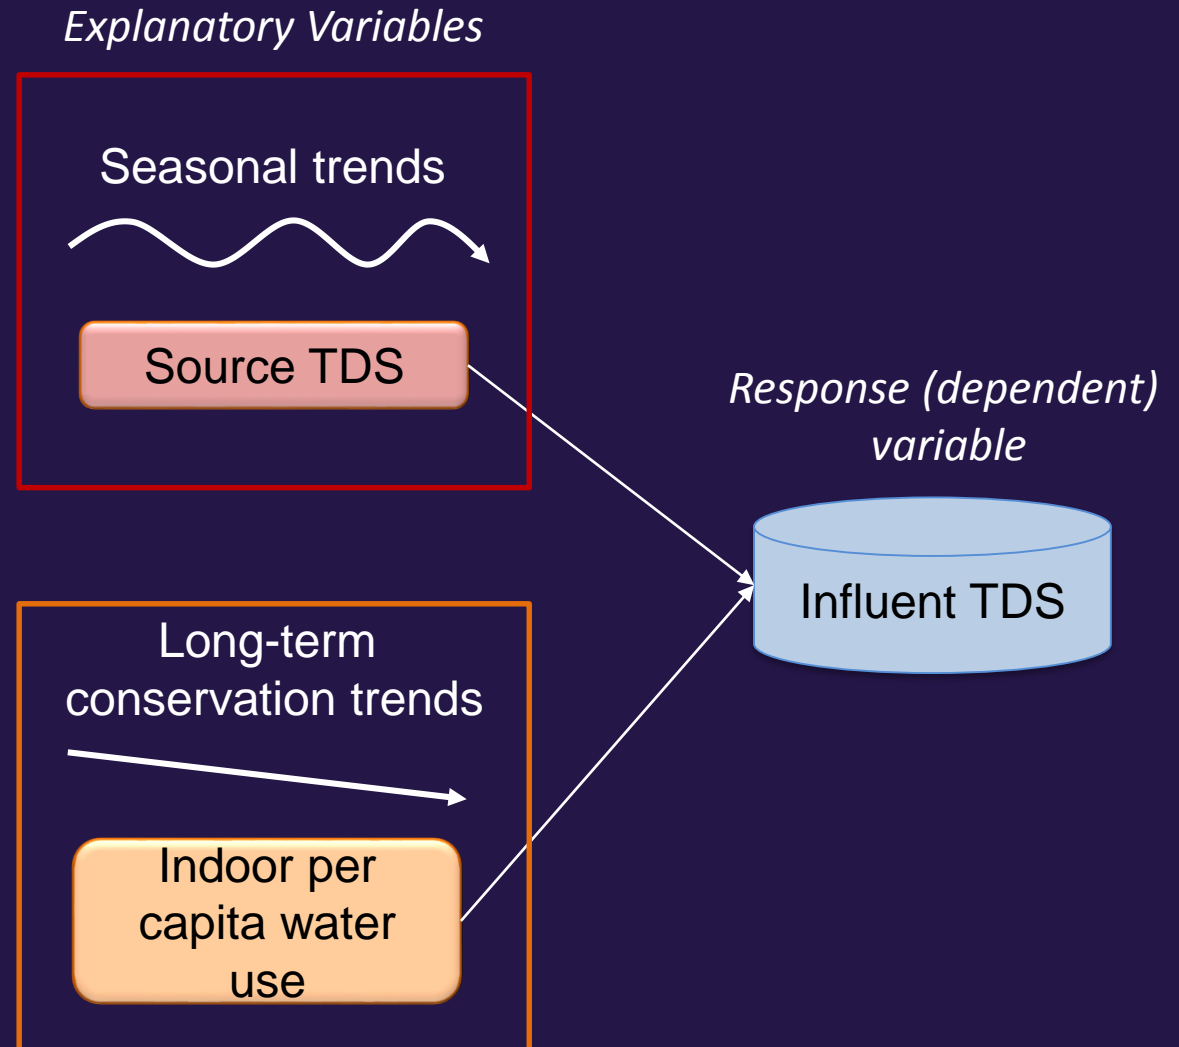 Explanatory Variables
Seasonal trends
Source TDS
Response (dependent)
variable
Influent TDS
Long-term
conservation trends
Indoor per
capita water
use